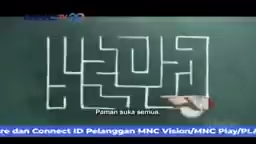 Paman suka semua.
re dan Connect ID Pelanggan MNC Vision/MNC Play/PLA